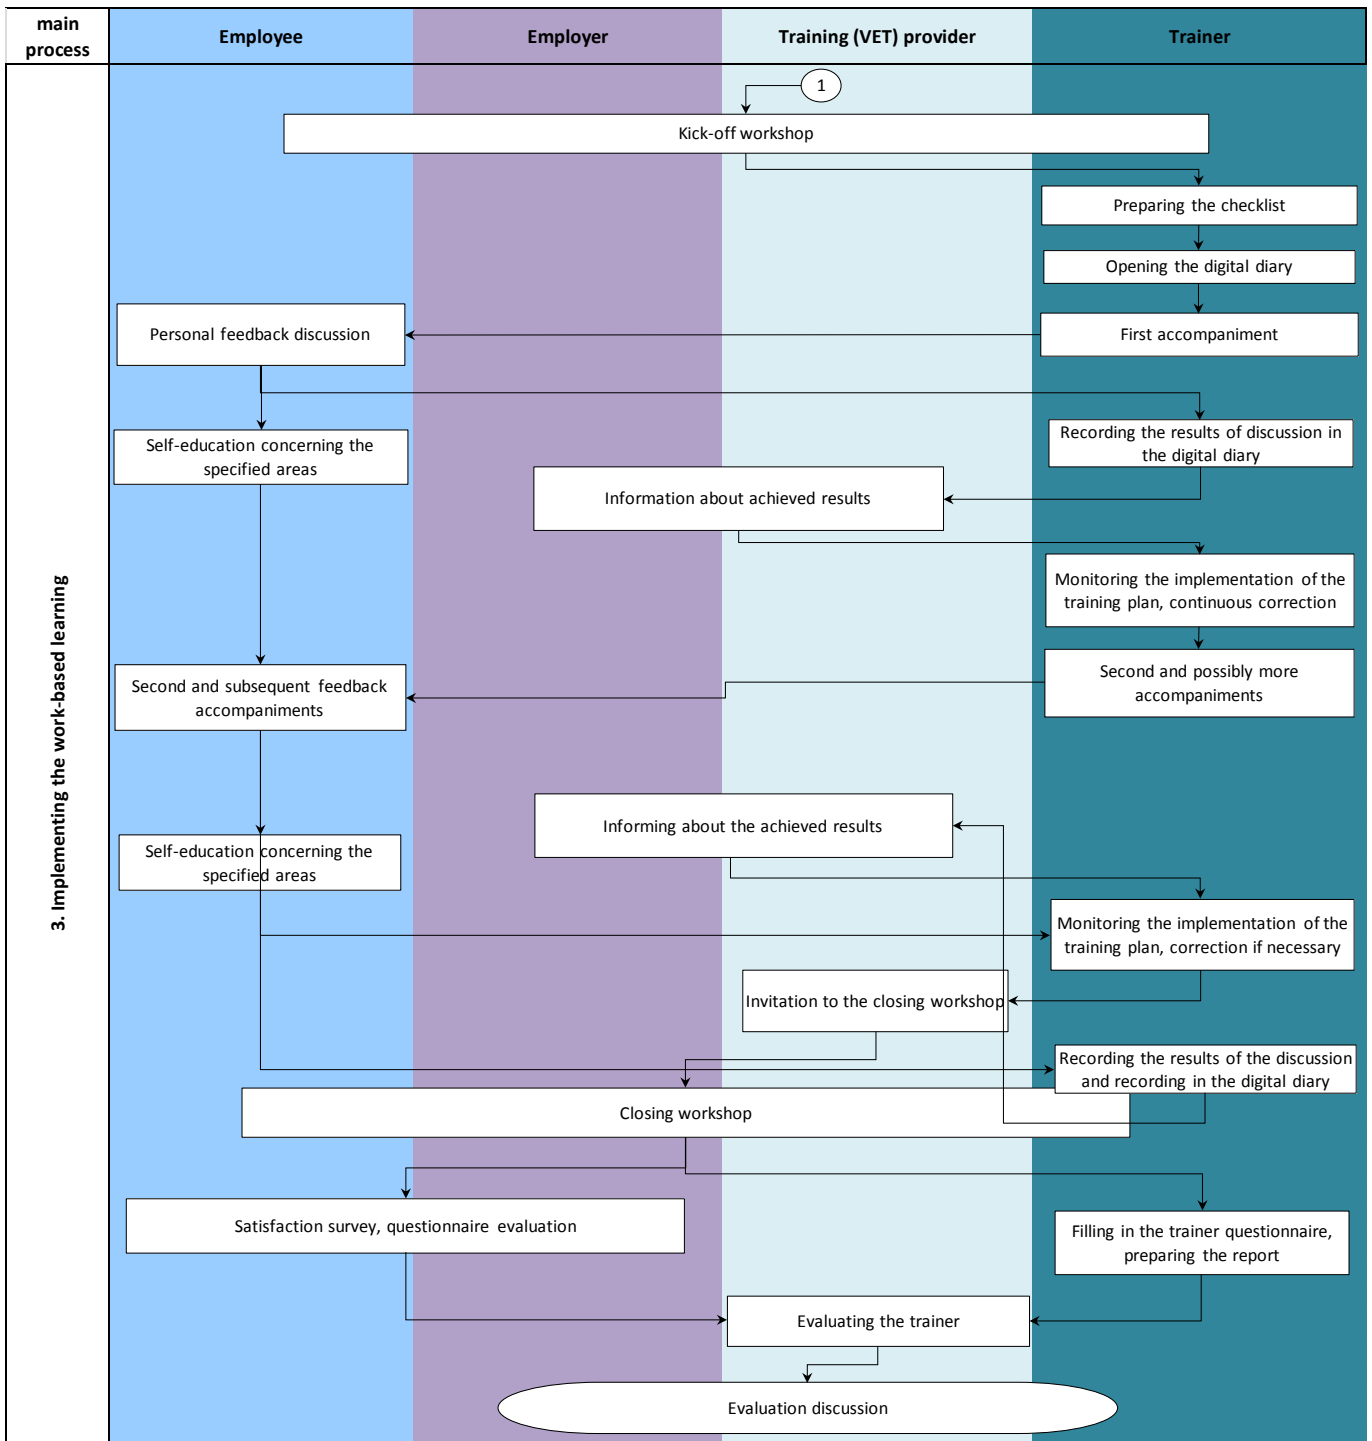 main
process
Employee
Employer
Training (VET) provider
Trainer
3. Implementing the work-based learning
1
Kick-off workshop
Preparing the checklist
Opening the digital diary
Personal feedback discussion
First accompaniment
Self-education concerning the
specified areas
Recording the results of discussion in
the digital diary
Information about achieved results
Monitoring the implementation of the
training plan, continuous correction
Second and subsequent feedback
accompaniments
Second and possibly more
accompaniments
Informing about the achieved results
Self-education concerning the
specified areas
Monitoring the implementation of the
training plan, correction if necessary
Invitation to the closing workshop
Recording the results of the discussion
and recording in the digital diary
Closing workshop
Satisfaction survey, questionnaire evaluation
Filling in the trainer questionnaire,
preparing the report
Evaluating the trainer
Evaluation discussion